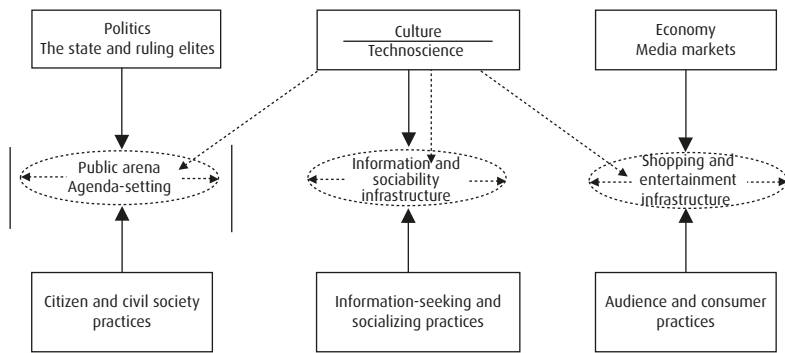 Politics
The state and ruling elites
Culture
Technoscience
Economy
Media markets
Public arena
Agenda-setting
Information and
sociability
infrastructure
Shopping and
entertainment
infrastructure
Citizen and civil society
practices
Information-seeking and
socializing practices
Audience and consumer
practices